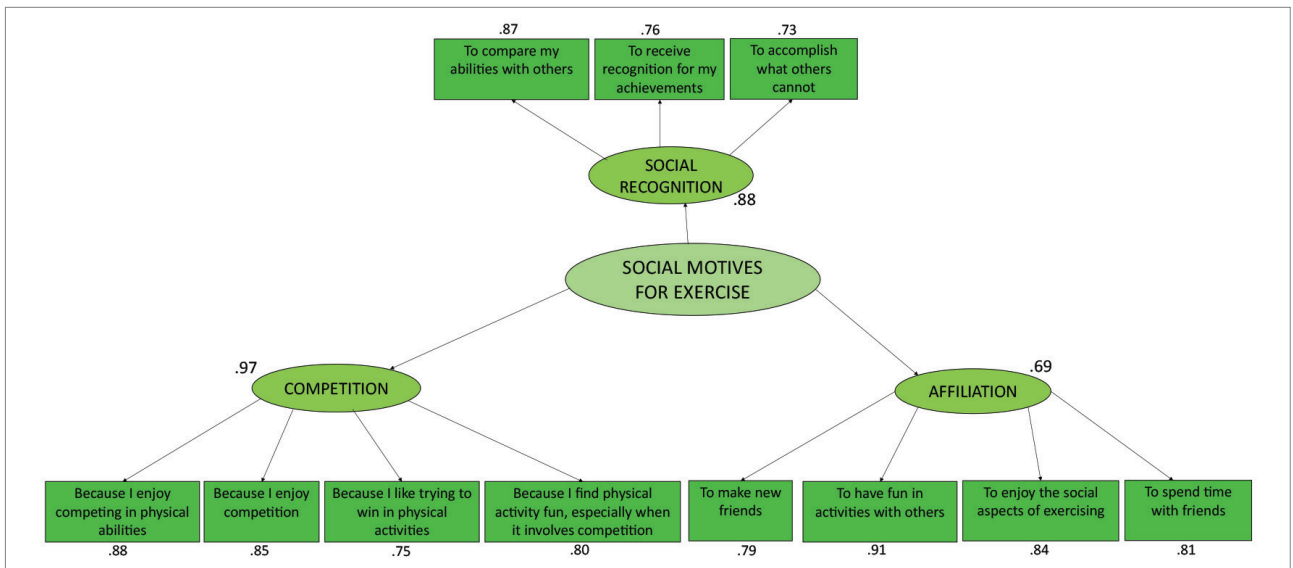 .87
.76
.73
To compare my
abilities with others
To receive
recognition for my
achievements
To accomplish
what others
cannot
SOCIAL
RECOGNITION
.88
SOCIAL MOTIVES
FOR EXERCISE
.97
COMPETITION
.69
AFFILIATION
Because I enjoy
competing in physical
abilities
Because I enjoy
competition
Because I like trying to
win in physical
activities
Because I find physical
activity fun, especially when
it involves competition
To make new
friends
To have fun in
activities with others
To enjoy the social
aspects of exercising
To spend time
with friends
.88
.85
.75
.80
.79
.91
.84
.81